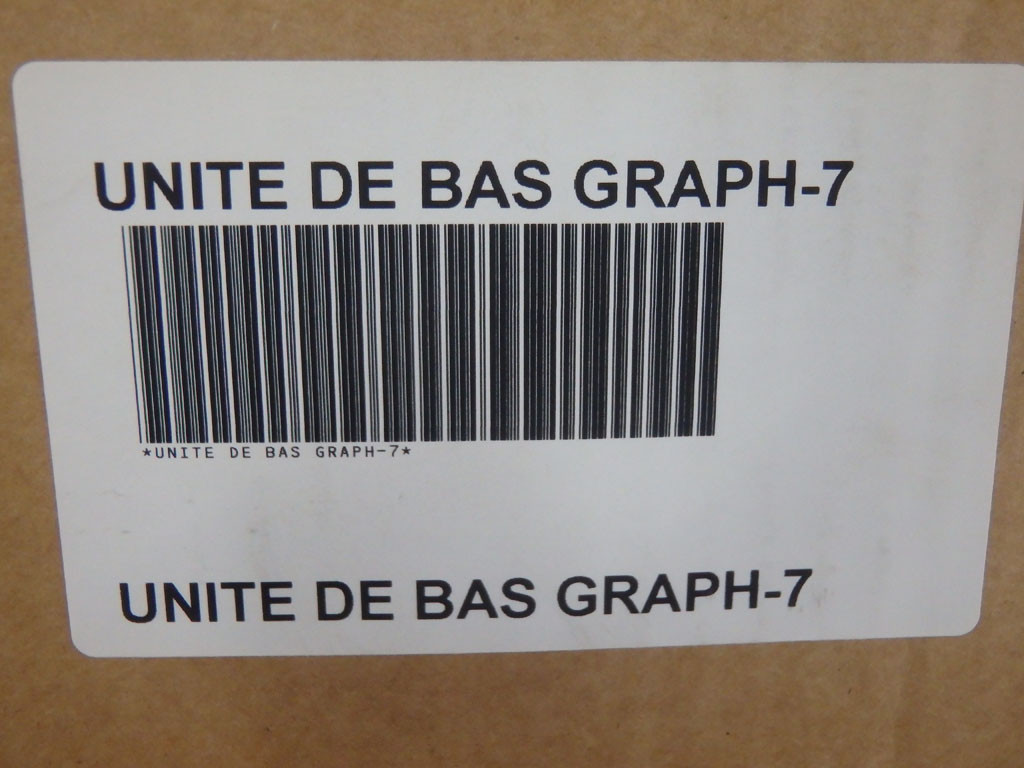 UNITE DE BAS GRAPH-7
*UNITE DE BAS GRAPH-7*
UNITE DE BAS GRAPH-7